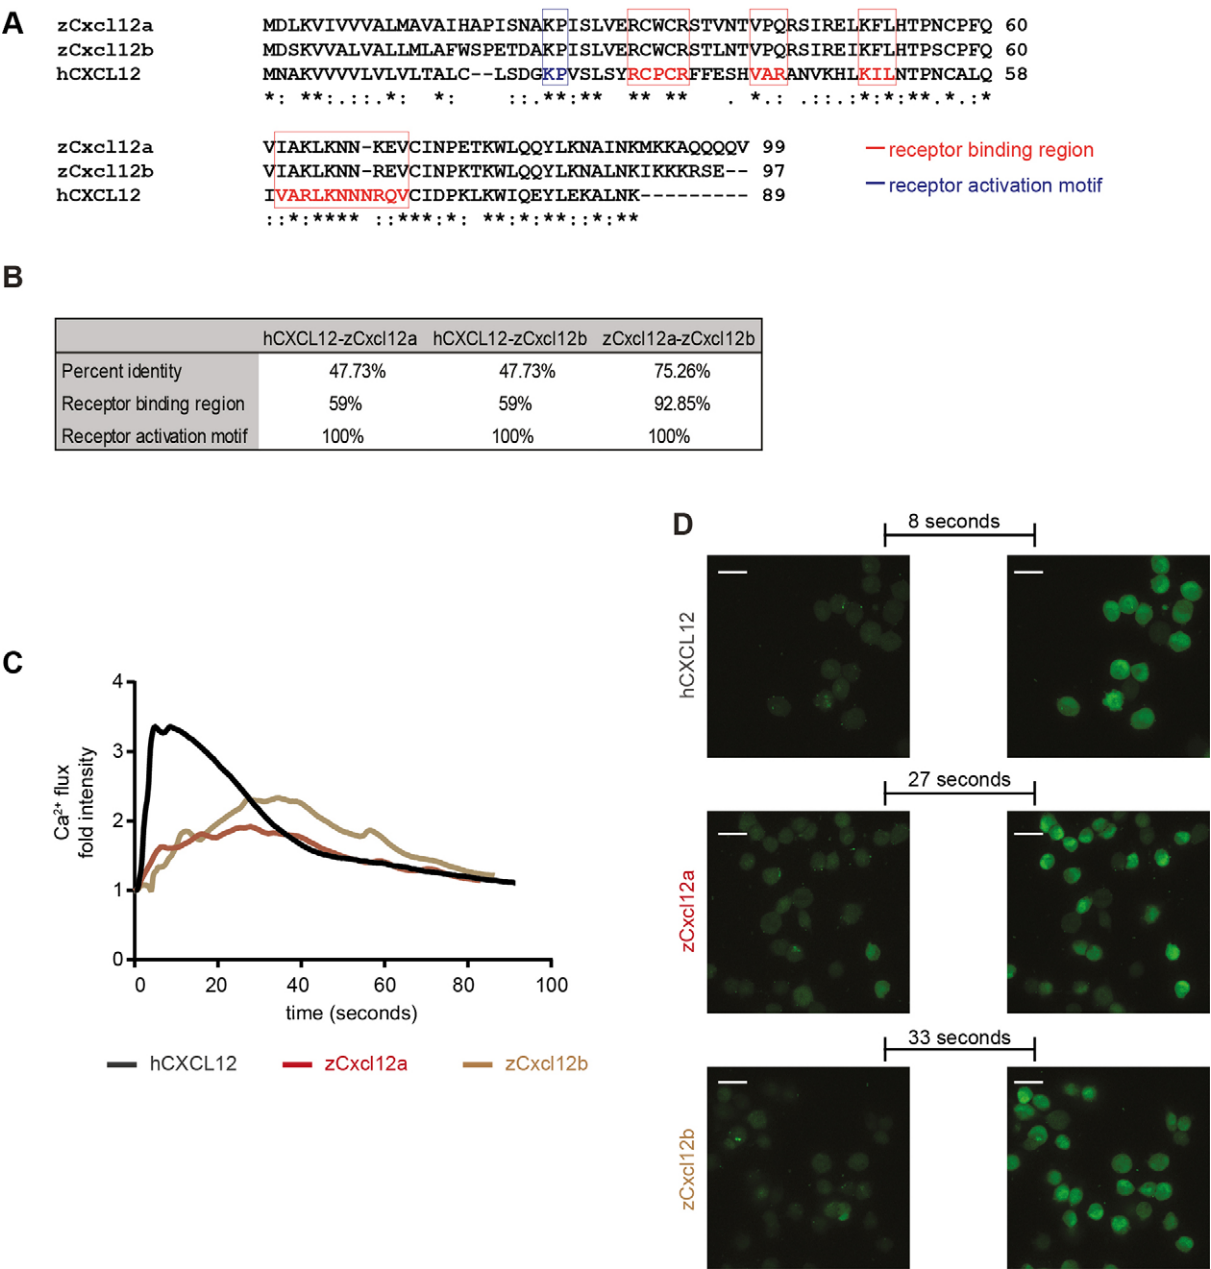 A
zCxcl12a MDLKVIVVVALMAVAIHAPISNAKPISLVERCWCRSTVNTVPQRSIRELKFLHTPNCPFQ 60
zCxcl12b MDSKVVALVALLMLAFWSPETDAKPISLVERCWCRSTLNTVPQRSIREIKFLHTPSCPFQ 60
hCXCL12 MNAKVVVVLVLVLTALC--LSDGKPVSLSYRCPCRFFESHVARANVKHLKILNTPNCALQ 58
*: **:.::.*: *: ::.**:** ** ** . *.: :::.:*:*:***.*.:*
zCxcl12a VIAKLKNN-KEVCINPETKWLQQYLKNAINKMKKAQQQQV 99
zCxcl12b VIAKLKNN-REVCINPETKWLQQYLKNALNKIKKKRSE-- 97
hCXCL12 IVARLKNNNRQVCIDPKLKWIQEYLEKALNK--------- 89
::*:**** ::***:*: **:*:**::*:**
receptor binding region
receptor activation motif
B
hCXCL12-zCxcl12a hCXCL12-zCxcl12b zCxcl12a-zCxcl12b
Percent identity 47.73% 47.73% 75.26%
Receptor binding region 59% 59% 92.85%
Receptor activation motif 100% 100% 100%
C
Ca²⁺ flux
fold intensity
4
3
2
1
0
0 20 40 60 80 100
time (seconds)
hCXCL12 zCxcl12a zCxcl12b
D
8 seconds
hCXCL12
27 seconds
zCxcl12a
33 seconds
zCxcl12b